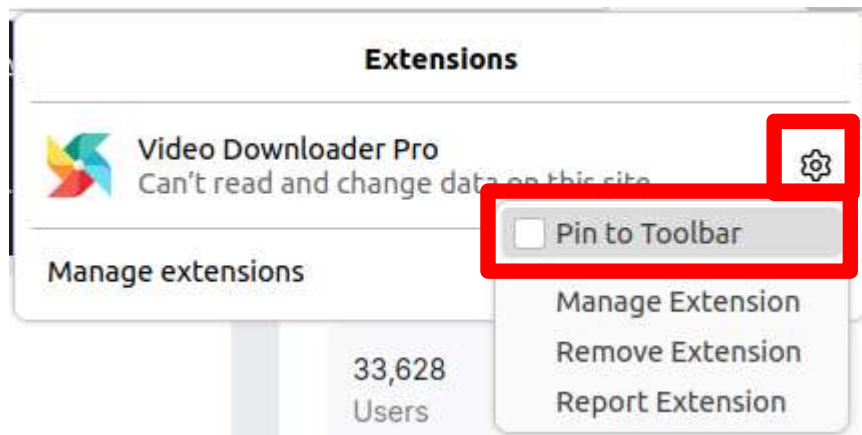 Extensions
Video Downloader Pro
Can't read and change data on this site
Pin to Toolbar
Manage extensions
Manage Extension
Remove Extension
Report Extension
33,628
Users